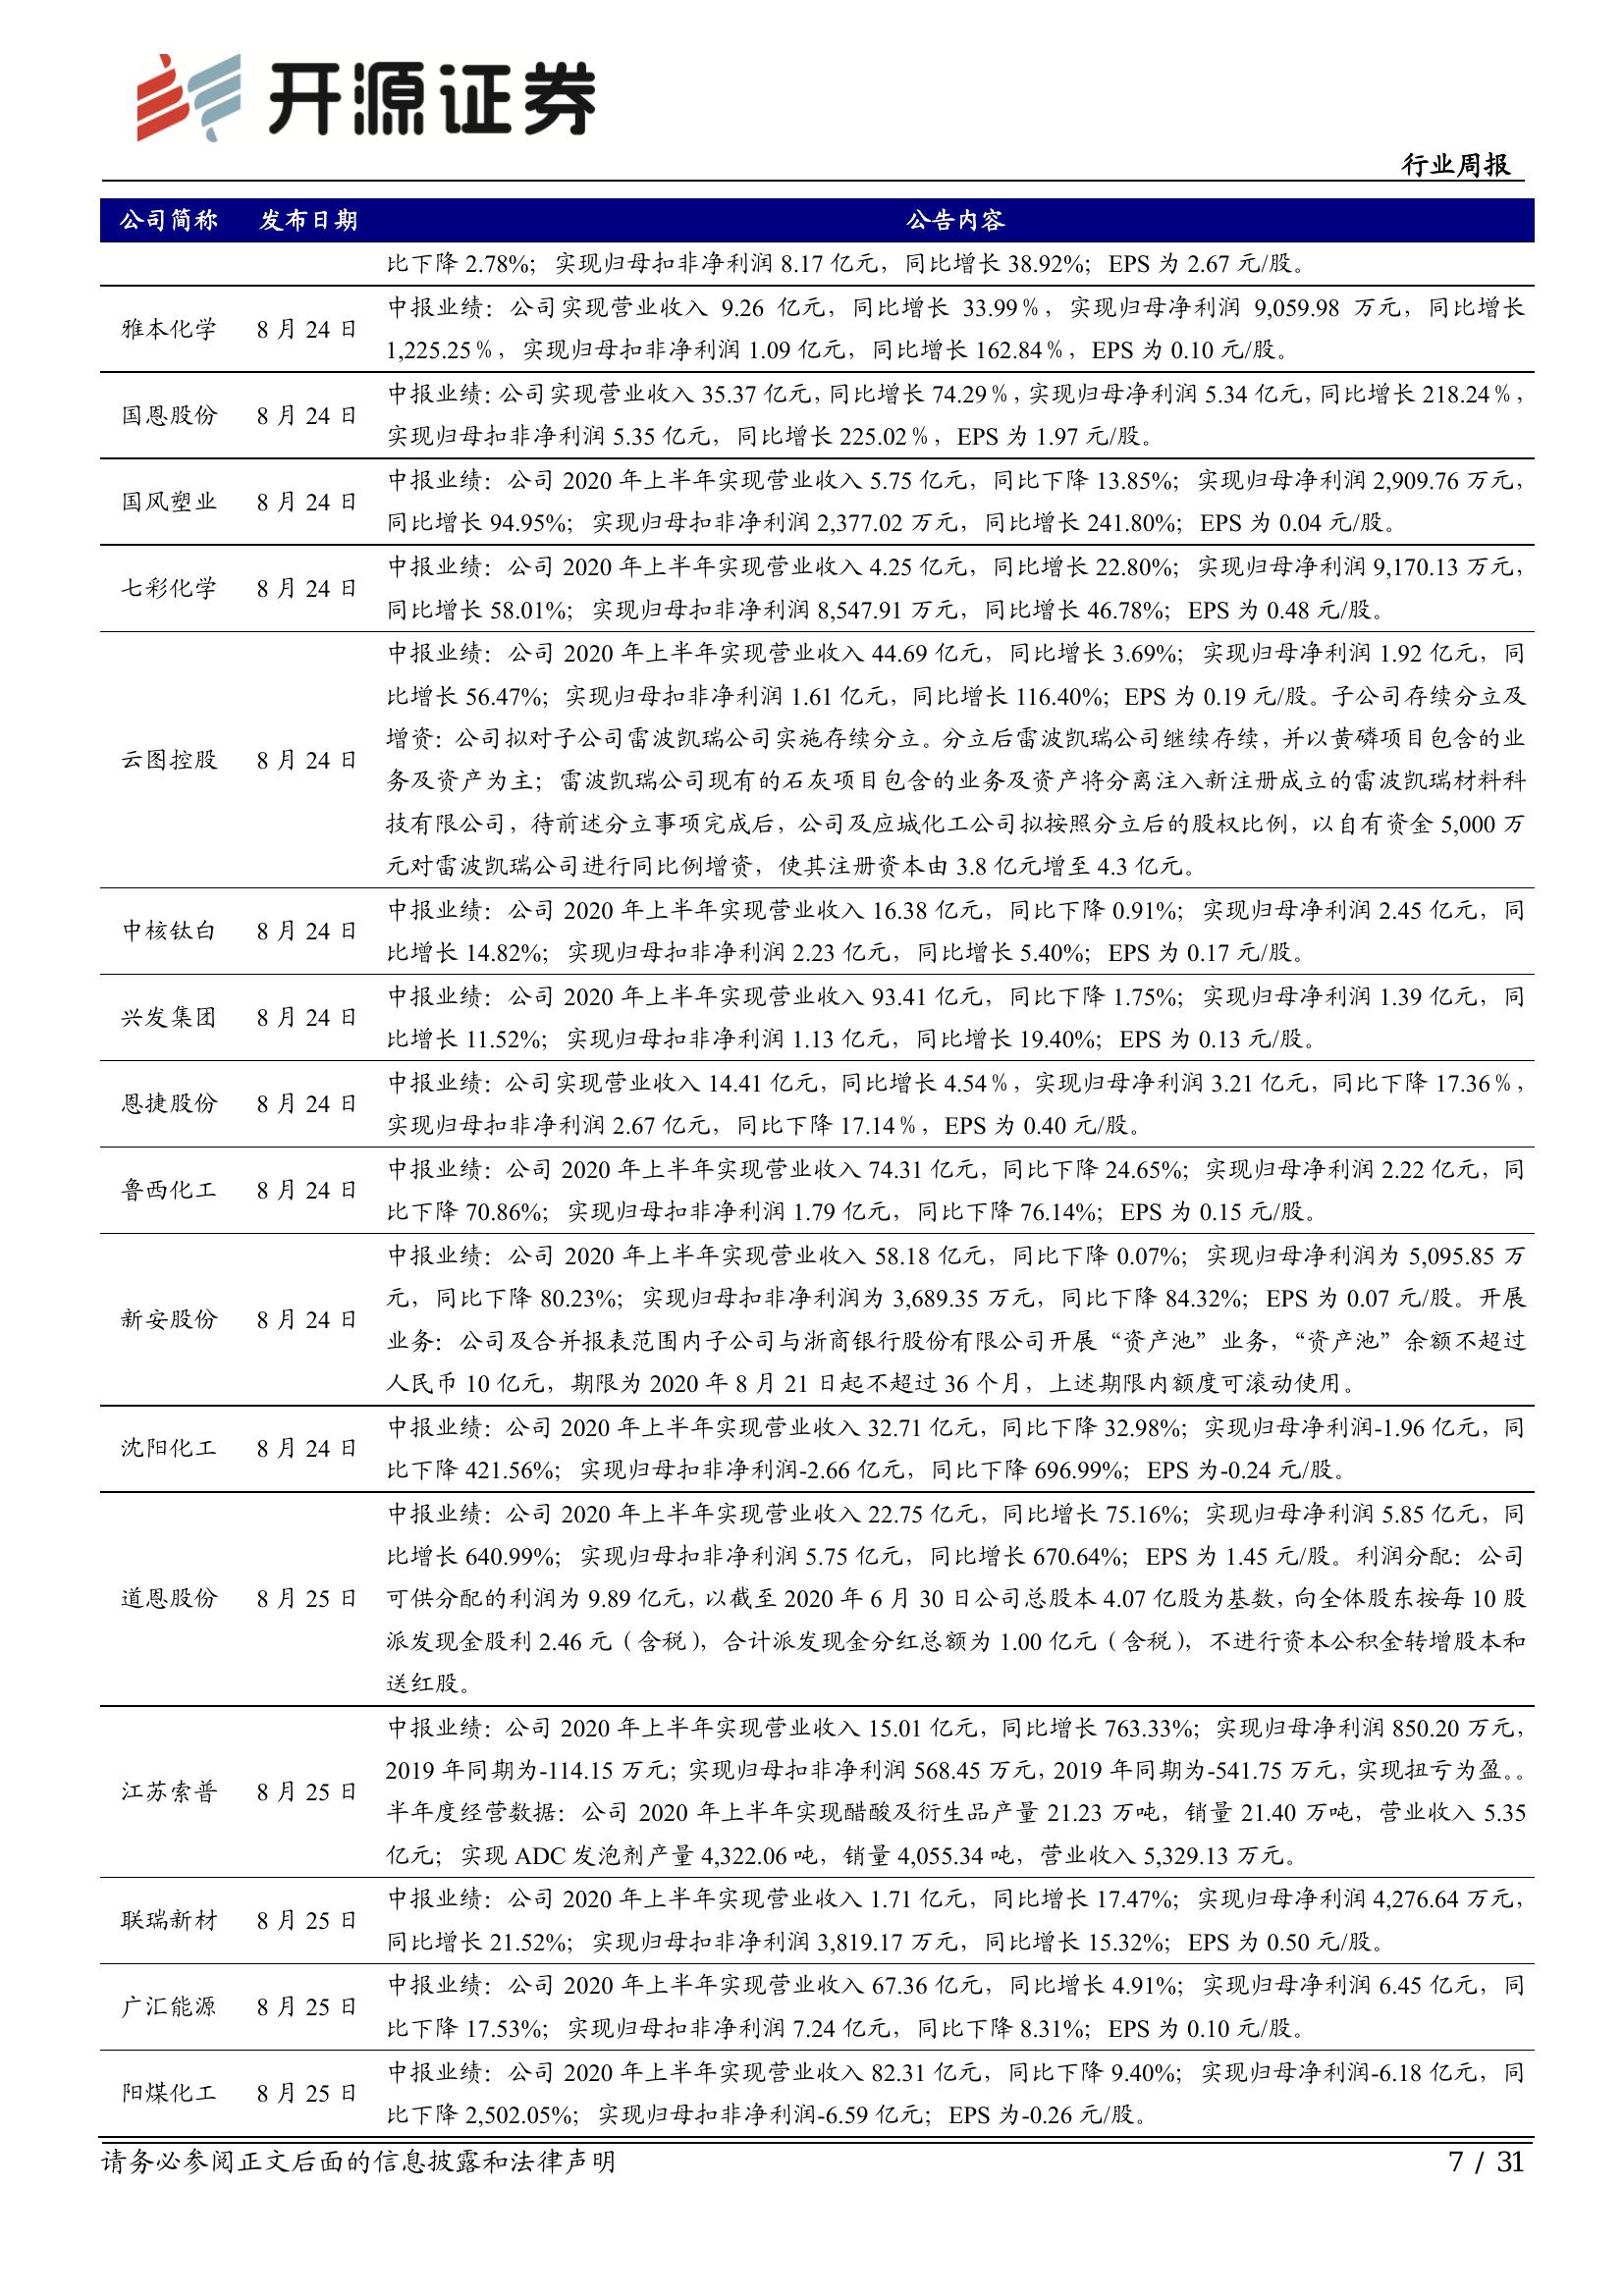 开源证券
行业周报
公司简称 发布日期 公告内容
比下降 2.78%；实现归母扣非净利润 8.17 亿元，同比增长 38.92%；EPS 为 2.67 元/股。
雅本化学 8 月 24 日
中报业绩：公司实现营业收入 9.26 亿元，同比增长 33.99％，实现归母净利润 9,059.98 万元，同比增长
1,225.25％，实现归母扣非净利润 1.09 亿元，同比增长 162.84％，EPS 为 0.10 元/股。
国恩股份 8 月 24 日
中报业绩：公司实现营业收入 35.37 亿元，同比增长 74.29％，实现归母净利润 5.34 亿元，同比增长 218.24％，
实现归母扣非净利润 5.35 亿元，同比增长 225.02％，EPS 为 1.97 元/股。
国风塑业 8 月 24 日
中报业绩：公司 2020 年上半年实现营业收入 5.75 亿元，同比下降 13.85%；实现归母净利润 2,909.76 万元，
同比增长 94.95%；实现归母扣非净利润 2,377.02 万元，同比增长 241.80%；EPS 为 0.04 元/股。
七彩化学 8 月 24 日
中报业绩：公司 2020 年上半年实现营业收入 4.25 亿元，同比增长 22.80%；实现归母净利润 9,170.13 万元，
同比增长 58.01%；实现归母扣非净利润 8,547.91 万元，同比增长 46.78%；EPS 为 0.48 元/股。
云图控股 8 月 24 日
中报业绩：公司 2020 年上半年实现营业收入 44.69 亿元，同比增长 3.69%；实现归母净利润 1.92 亿元，同
比增长 56.47%；实现归母扣非净利润 1.61 亿元，同比增长 116.40%；EPS 为 0.19 元/股。子公司存续分立及
增资：公司拟对子公司雷波凯瑞公司实施存续分立。分立后雷波凯瑞公司继续存续，并以黄磷项目包含的业
务及资产为主；雷波凯瑞公司现有的石灰项目包含的业务及资产将分离注入新注册成立的雷波凯瑞材料科
技有限公司，待前述分立事项完成后，公司及应城化工公司拟按照分立后的股权比例，以自有资金 5,000 万
元对雷波凯瑞公司进行同比例增资，使其注册资本由 3.8 亿元增至 4.3 亿元。
中核钛白 8 月 24 日
中报业绩：公司 2020 年上半年实现营业收入 16.38 亿元，同比下降 0.91%；实现归母净利润 2.45 亿元，同
比增长 14.82%；实现归母扣非净利润 2.23 亿元，同比增长 5.40%；EPS 为 0.17 元/股。
兴发集团 8 月 24 日
中报业绩：公司 2020 年上半年实现营业收入 93.41 亿元，同比下降 1.75%；实现归母净利润 1.39 亿元，同
比增长 11.52%；实现归母扣非净利润 1.13 亿元，同比增长 19.40%；EPS 为 0.13 元/股。
恩捷股份 8 月 24 日
中报业绩：公司实现营业收入 14.41 亿元，同比增长 4.54％，实现归母净利润 3.21 亿元，同比下降 17.36％，
实现归母扣非净利润 2.67 亿元，同比下降 17.14％，EPS 为 0.40 元/股。
鲁西化工 8 月 24 日
中报业绩：公司 2020 年上半年实现营业收入 74.31 亿元，同比下降 24.65%；实现归母净利润 2.22 亿元，同
比下降 70.86%；实现归母扣非净利润 1.79 亿元，同比下降 76.14%；EPS 为 0.15 元/股。
新安股份 8 月 24 日
中报业绩：公司 2020 年上半年实现营业收入 58.18 亿元，同比下降 0.07%；实现归母净利润为 5,095.85 万
元，同比下降 80.23%；实现归母扣非净利润为 3,689.35 万元，同比下降 84.32%；EPS 为 0.07 元/股。开展
业务：公司及合并报表范围内子公司与浙商银行股份有限公司开展“资产池”业务，“资产池”余额不超过
人民币 10 亿元，期限为 2020 年 8 月 21 日起不超过 36 个月，上述期限内额度可滚动使用。
沈阳化工 8 月 24 日
中报业绩：公司 2020 年上半年实现营业收入 32.71 亿元，同比下降 32.98%；实现归母净利润-1.96 亿元，同
比下降 421.56%；实现归母扣非净利润-2.66 亿元，同比下降 696.99%；EPS 为-0.24 元/股。
道恩股份 8 月 25 日
中报业绩：公司 2020 年上半年实现营业收入 22.75 亿元，同比增长 75.16%；实现归母净利润 5.85 亿元，同
比增长 640.99%；实现归母扣非净利润 5.75 亿元，同比增长 670.64%；EPS 为 1.45 元/股。利润分配：公司
可供分配的利润为 9.89 亿元，以截至 2020 年 6 月 30 日公司总股本 4.07 亿股为基数，向全体股东按每 10 股
派发现金股利 2.46 元（含税），合计派发现金分红总额为 1.00 亿元（含税），不进行资本公积金转增股本和
送红股。
江苏索普 8 月 25 日
中报业绩：公司 2020 年上半年实现营业收入 15.01 亿元，同比增长 763.33%；实现归母净利润 850.20 万元，
2019 年同期为-114.15 万元；实现归母扣非净利润 568.45 万元，2019 年同期为-541.75 万元，实现扭亏为盈。。
半年度经营数据：公司 2020 年上半年实现醋酸及衍生品产量 21.23 万吨，销量 21.40 万吨，营业收入 5.35
亿元；实现 ADC 发泡剂产量 4,322.06 吨，销量 4,055.34 吨，营业收入 5,329.13 万元。
联瑞新材 8 月 25 日
中报业绩：公司 2020 年上半年实现营业收入 1.71 亿元，同比增长 17.47%；实现归母净利润 4,276.64 万元，
同比增长 21.52%；实现归母扣非净利润 3,819.17 万元，同比增长 15.32%；EPS 为 0.50 元/股。
广汇能源 8 月 25 日
中报业绩：公司 2020 年上半年实现营业收入 67.36 亿元，同比增长 4.91%；实现归母净利润 6.45 亿元，同
比下降 17.53%；实现归母扣非净利润 7.24 亿元，同比下降 8.31%；EPS 为 0.10 元/股。
阳煤化工 8 月 25 日
中报业绩：公司 2020 年上半年实现营业收入 82.31 亿元，同比下降 9.40%；实现归母净利润-6.18 亿元，同
比下降 2,502.05%；实现归母扣非净利润-6.59 亿元；EPS 为-0.26 元/股。
请务必参阅正文后面的信息披露和法律声明 7 / 31